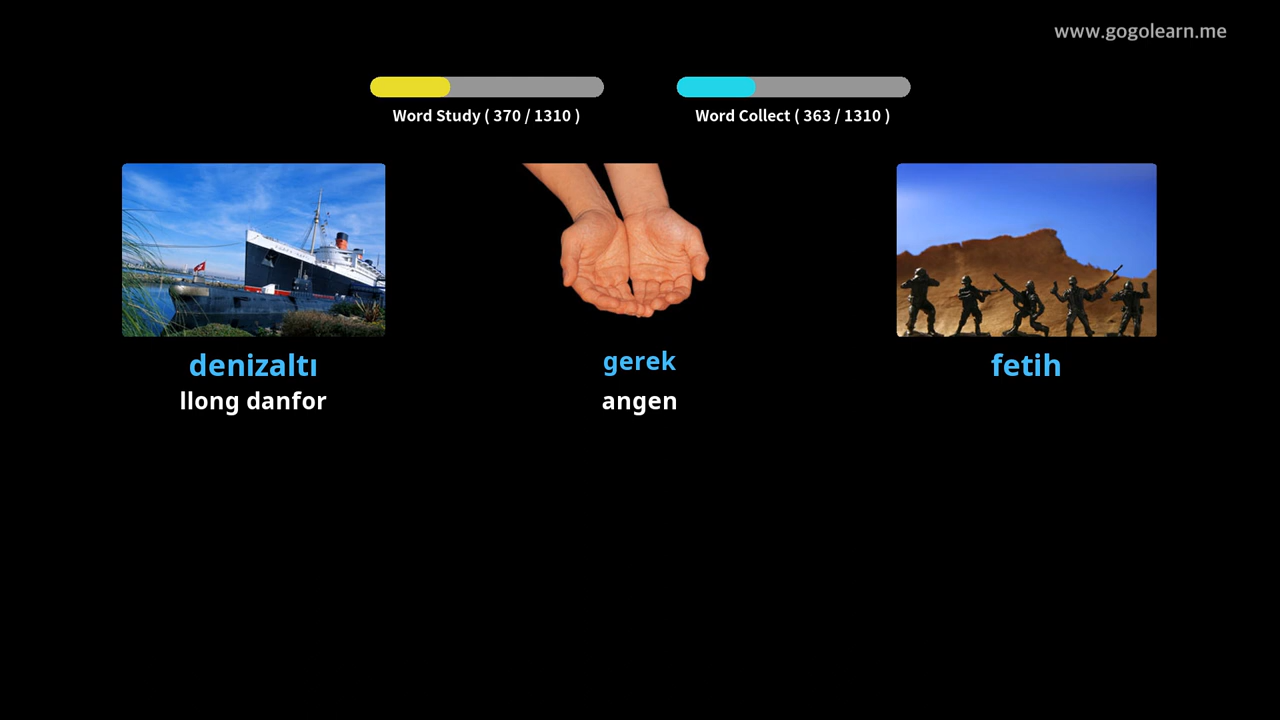 www.gogolearn.me
Word Study ( 370 / 1310 )
Word Collect ( 363 / 1310 )
denizaltı
llong danfor
gerek
angen
fetih